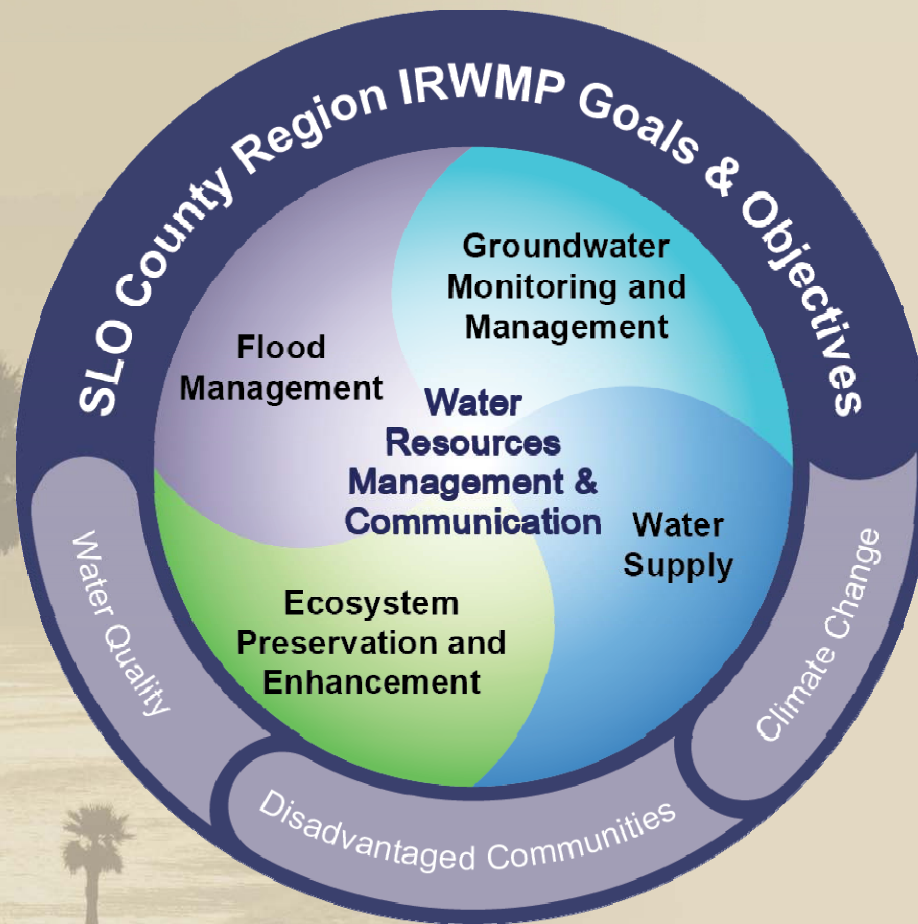 SLO County Region IRWMP Goals & Objectives
Groundwater
Monitoring and
Management
Flood
Management
Water
Resources
Management &
Communication
Water
Supply
Ecosystem
Preservation and
Enhancement
Water Quality
Disadvantaged Communities
Climate Change